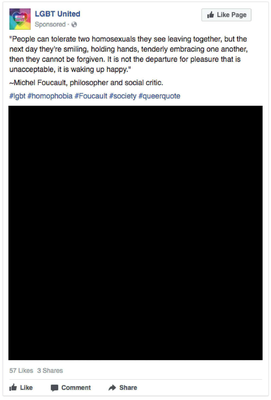 LGBT United
Like Page
Sponsored ·
"People can tolerate two homosexuals they see leaving together, but the
next day they're smiling, holding hands, tenderly embracing one another,
then they cannot be forgiven. It is not the departure for pleasure that is
unacceptable, it is waking up happy."
–Michel Foucault, philosopher and social critic.
#lgbt #homophobia #Foucault #society #queerquote
57 Likes 3 Shares
Like Comment Share